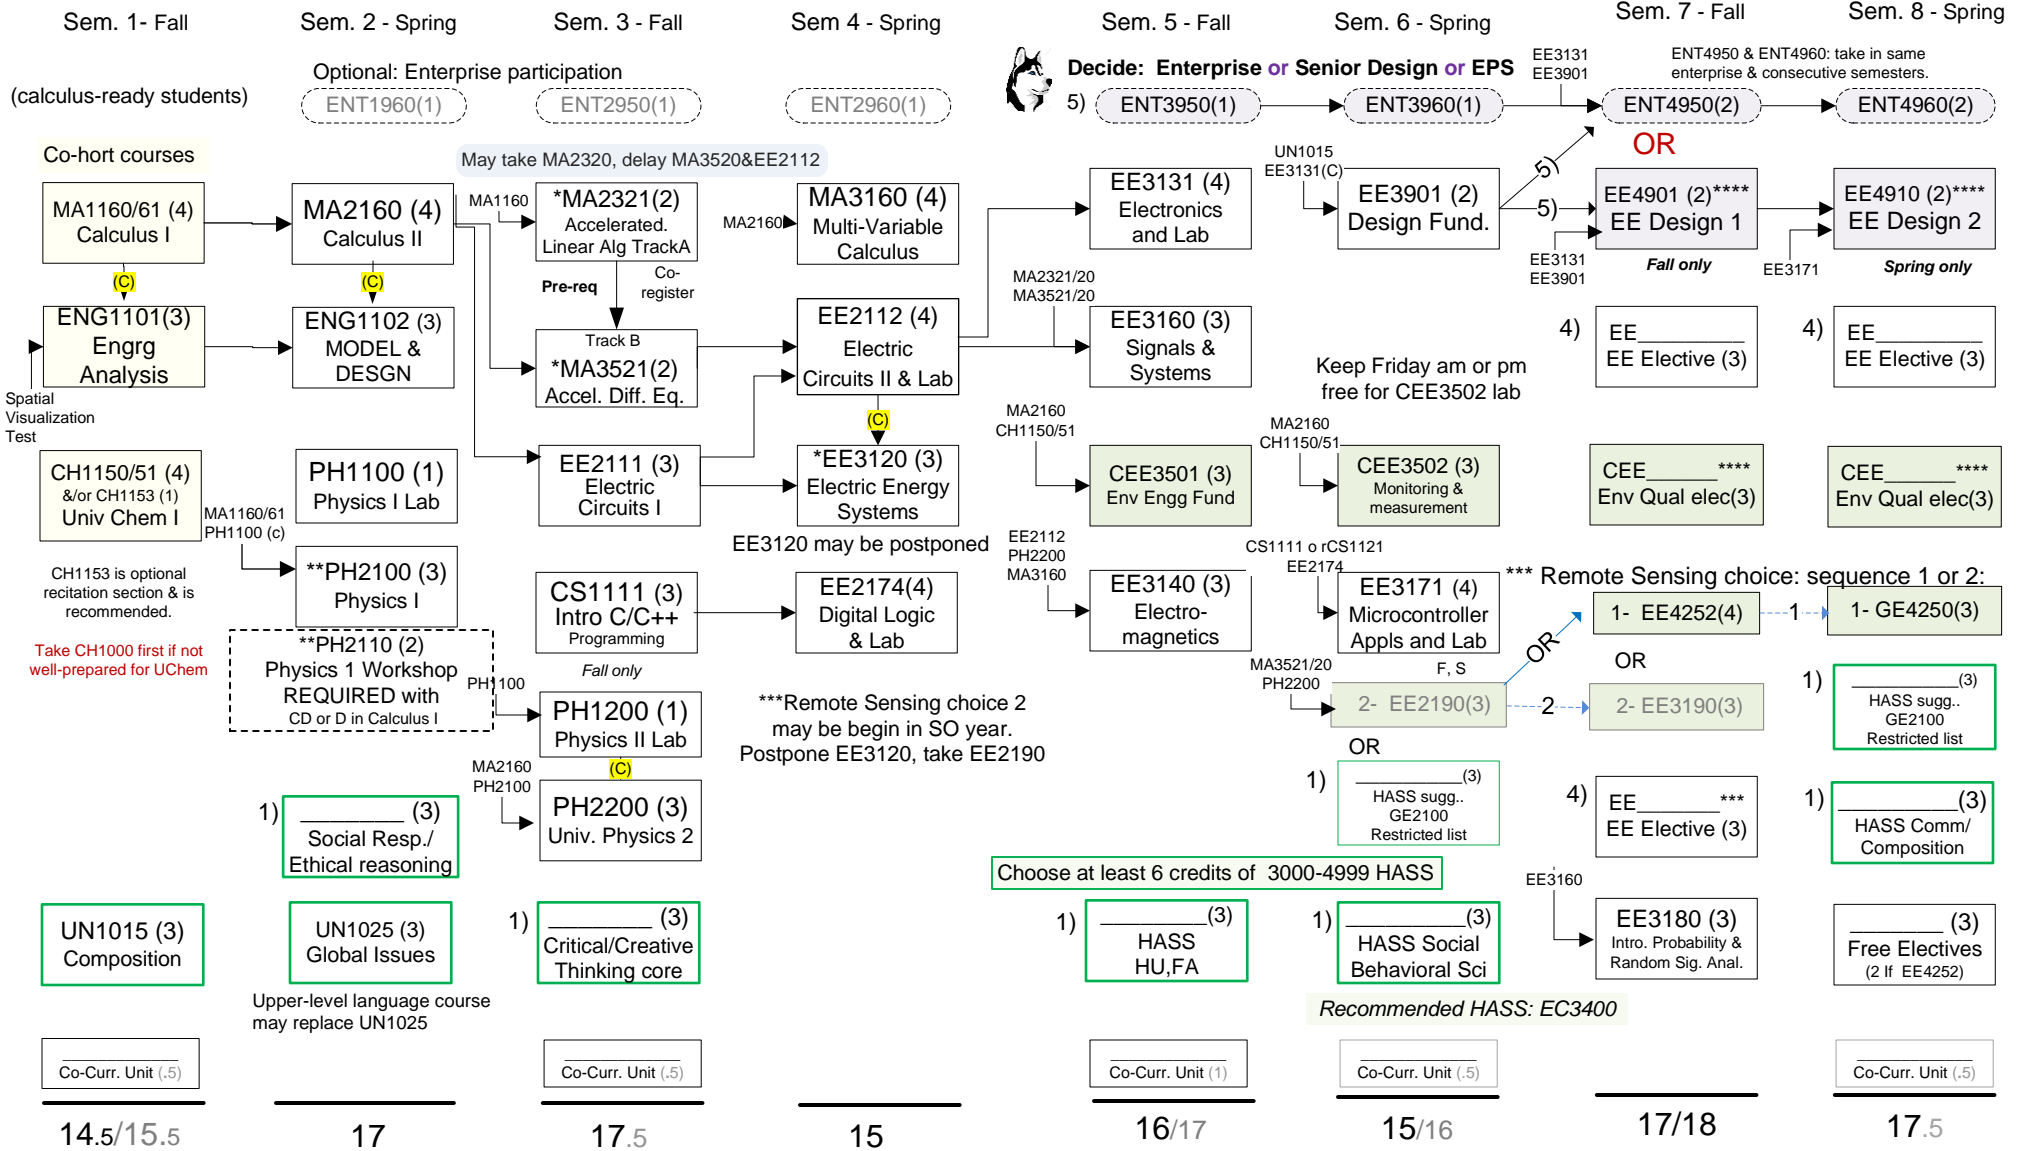 Sem. 1- Fall
Sem. 2 - Spring
Sem. 3 - Fall
Sem 4 - Spring
Sem. 5 - Fall
Sem. 6 - Spring
Sem. 7 - Fall
Sem. 8 - Spring
(calculus-ready students)
Optional: Enterprise participation
ENT1960(1)
ENT2950(1)
ENT2960(1)
Decide: Enterprise or Senior Design or EPS
5)
ENT3950(1)
ENT3960(1)
EE3131
EE3901
ENT4950 & ENT4960: take in same
enterprise & consecutive semesters.
ENT4950(2)
ENT4960(2)
OR
Co-hort courses
May take MA2320, delay MA3520&EE2112
MA1160/61 (4)
Calculus I
(C)
ENG1101(3)
Engrg
Analysis
Spatial
Visualization
Test
CH1150/51 (4)
&/or CH1153 (1)
Univ Chem I
CH1153 is optional
recitation section & is
recommended.
Take CH1000 first if not
well-prepared for UChem
UN1015 (3)
Composition
____________
Co-Curr. Unit (.5)
14.5/15.5
MA2160 (4)
Calculus II
(C)
ENG1102 (3)
MODEL &
DESGN
PH1100 (1)
Physics I Lab
MA1160/61
PH1100 (c)
**PH2100 (3)
Physics I
**PH2110 (2)
Physics 1 Workshop
REQUIRED with
CD or D in Calculus I
1)
_________ (3)
Social Resp./
Ethical reasoning
UN1025 (3)
Global Issues
Upper-level language course
may replace UN1025
17
MA1160
*MA2321(2)
Accelerated.
Linear Alg TrackA
Pre-req
Co-
register
Track B
*MA3521(2)
Accel. Diff. Eq.
EE2111 (3)
Electric
Circuits I
CS1111 (3)
Intro C/C++
Programming
Fall only
PH1100
PH1200 (1)
Physics II Lab
(C)
MA2160
PH2100
PH2200 (3)
Univ. Physics 2
1)
_________ (3)
Critical/Creative
Thinking core
____________
Co-Curr. Unit (.5)
17.5
MA2160
MA3160 (4)
Multi-Variable
Calculus
EE2112 (4)
Electric
Circuits II & Lab
(C)
*EE3120 (3)
Electric Energy
Systems
EE3120 may be postponed
EE2174(4)
Digital Logic
& Lab
***Remote Sensing choice 2
may be begin in SO year.
Postpone EE3120, take EE2190
15
EE3131 (4)
Electronics
and Lab
MA2321/20
MA3521/20
EE3160 (3)
Signals &
Systems
MA2160
CH1150/51
CEE3501 (3)
Env Engg Fund
EE2112
PH2200
MA3160
EE3140 (3)
Electro-
magnetics
Choose at least 6 credits of 3000-4999 HASS
1)
__________(3)
HASS
HU,FA
____________
Co-Curr. Unit (1)
16/17
UN1015
EE3131(C)
EE3901 (2)
Design Fund.
5)
5)
Keep Friday am or pm
free for CEE3502 lab
MA2160
CH1150/51
CEE3502 (3)
Monitoring &
measurement
CS1111 o rCS1121
EE2174
EE3171 (4)
Microcontroller
Appls and Lab
F, S
MA3521/20
PH2200
2- EE2190(3)
OR
2
OR
1)
____________(3)
HASS sugg..
GE2100
Restricted list
1)
___________(3)
HASS Social
Behavioral Sci
Recommended HASS: EC3400
____________
Co-Curr. Unit (.5)
15/16
EE4901 (2)****
EE Design 1
EE3131
EE3901
Fall only
4)
EE__________
EE Elective (3)
CEE______****
Env Qual elec(3)
*** Remote Sensing choice: sequence 1 or 2:
1- EE4252(4)
1
OR
2- EE3190(3)
4)
EE_______***
EE Elective (3)
EE3160
EE3180 (3)
Intro. Probability &
Random Sig. Anal.
17/18
EE4910 (2)****
EE Design 2
EE3171
Spring only
4)
EE__________
EE Elective (3)
CEE______****
Env Qual elec(3)
1- GE4250(3)
1)
____________(3)
HASS sugg..
GE2100
Restricted list
1)
___________(3)
HASS Comm/
Composition
________ (3)
Free Electives
(2 If EE4252)
____________
Co-Curr. Unit (.5)
17.5